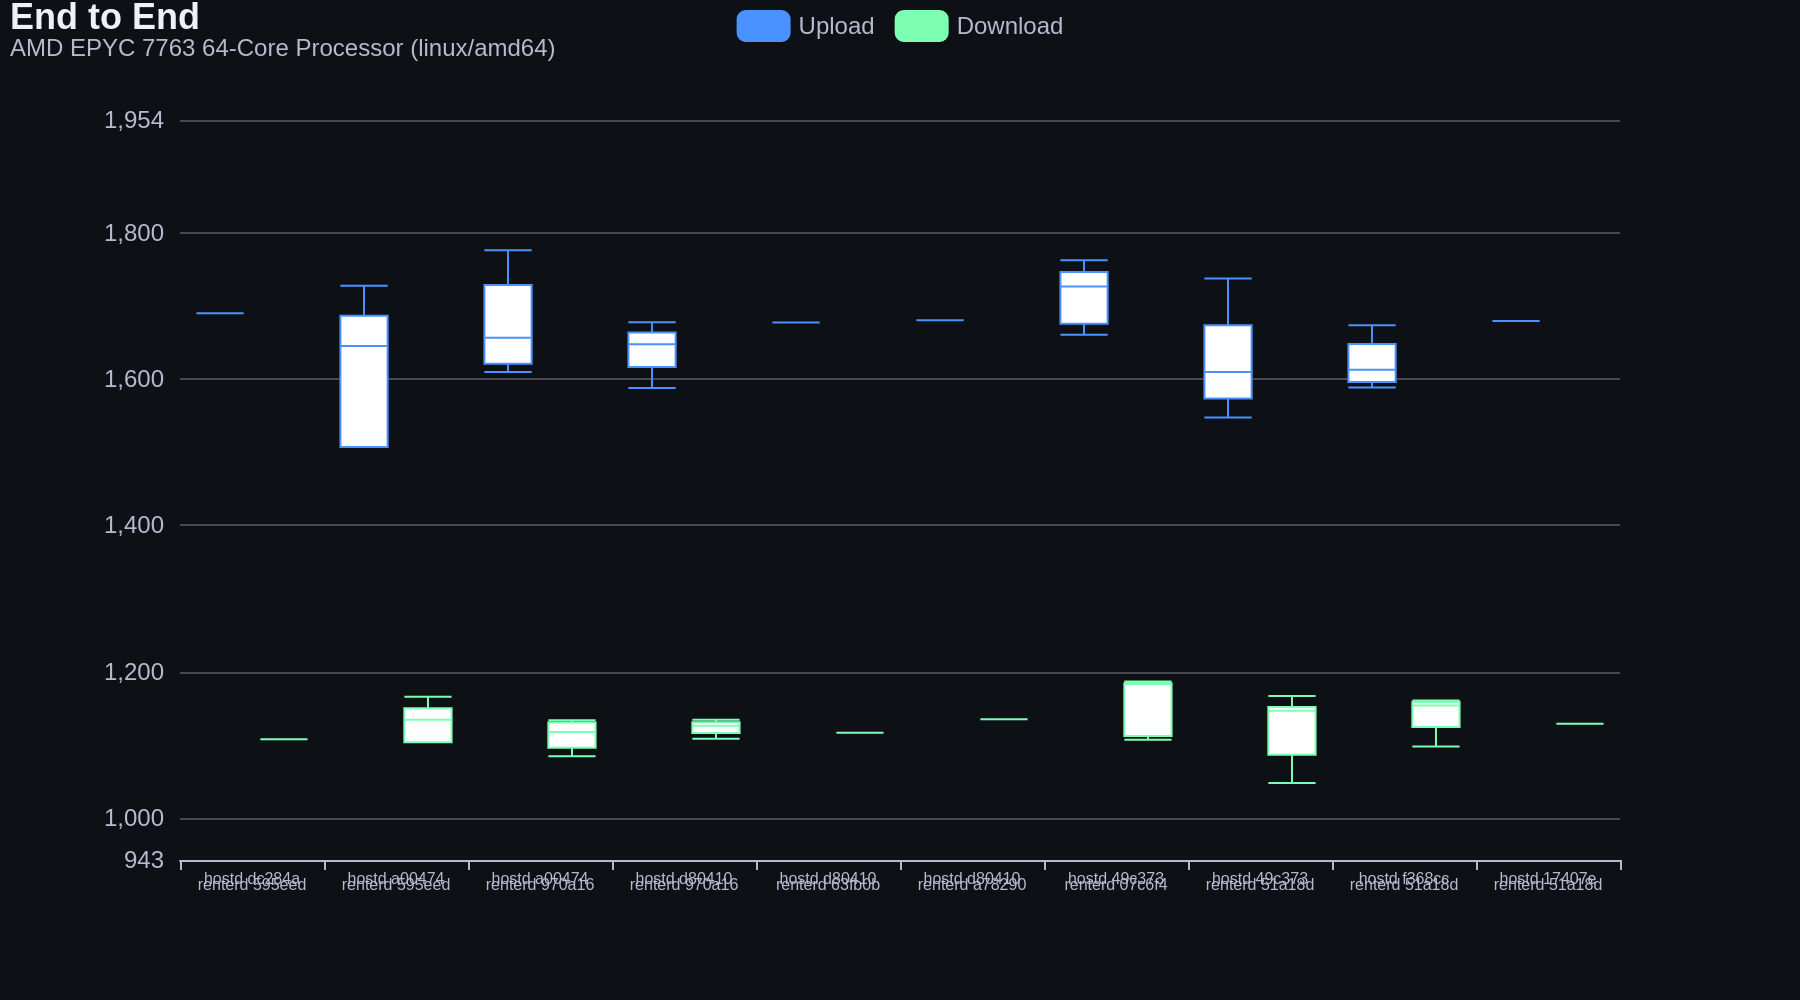 End to End
AMD EPYC 7763 64-Core Processor (linux/amd64)
Upload
Download
1,954
1,800
1,600
1,400
1,200
1,000
943
hostd dc284a
renterd 595eed
hostd a00474
renterd 595eed
hostd a00474
renterd 970a16
hostd d80410
renterd 970a16
hostd d80410
renterd 63fb0b
hostd d80410
renterd a78290
hostd 49c373
renterd 07c6f4
hostd 49c373
renterd 51a18d
hostd f368cc
renterd 51a18d
hostd 17407e
renterd 51a18d